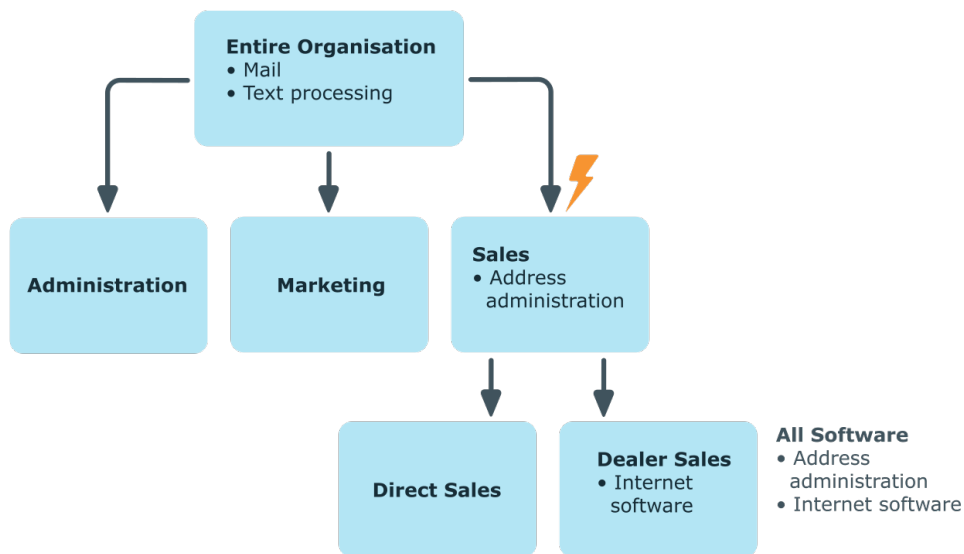 Entire Organisation
• Mail
• Text processing
Administration
Marketing
Sales
• Address
administration
Direct Sales
Dealer Sales
• Internet
software
All Software
• Address
administration
• Internet software